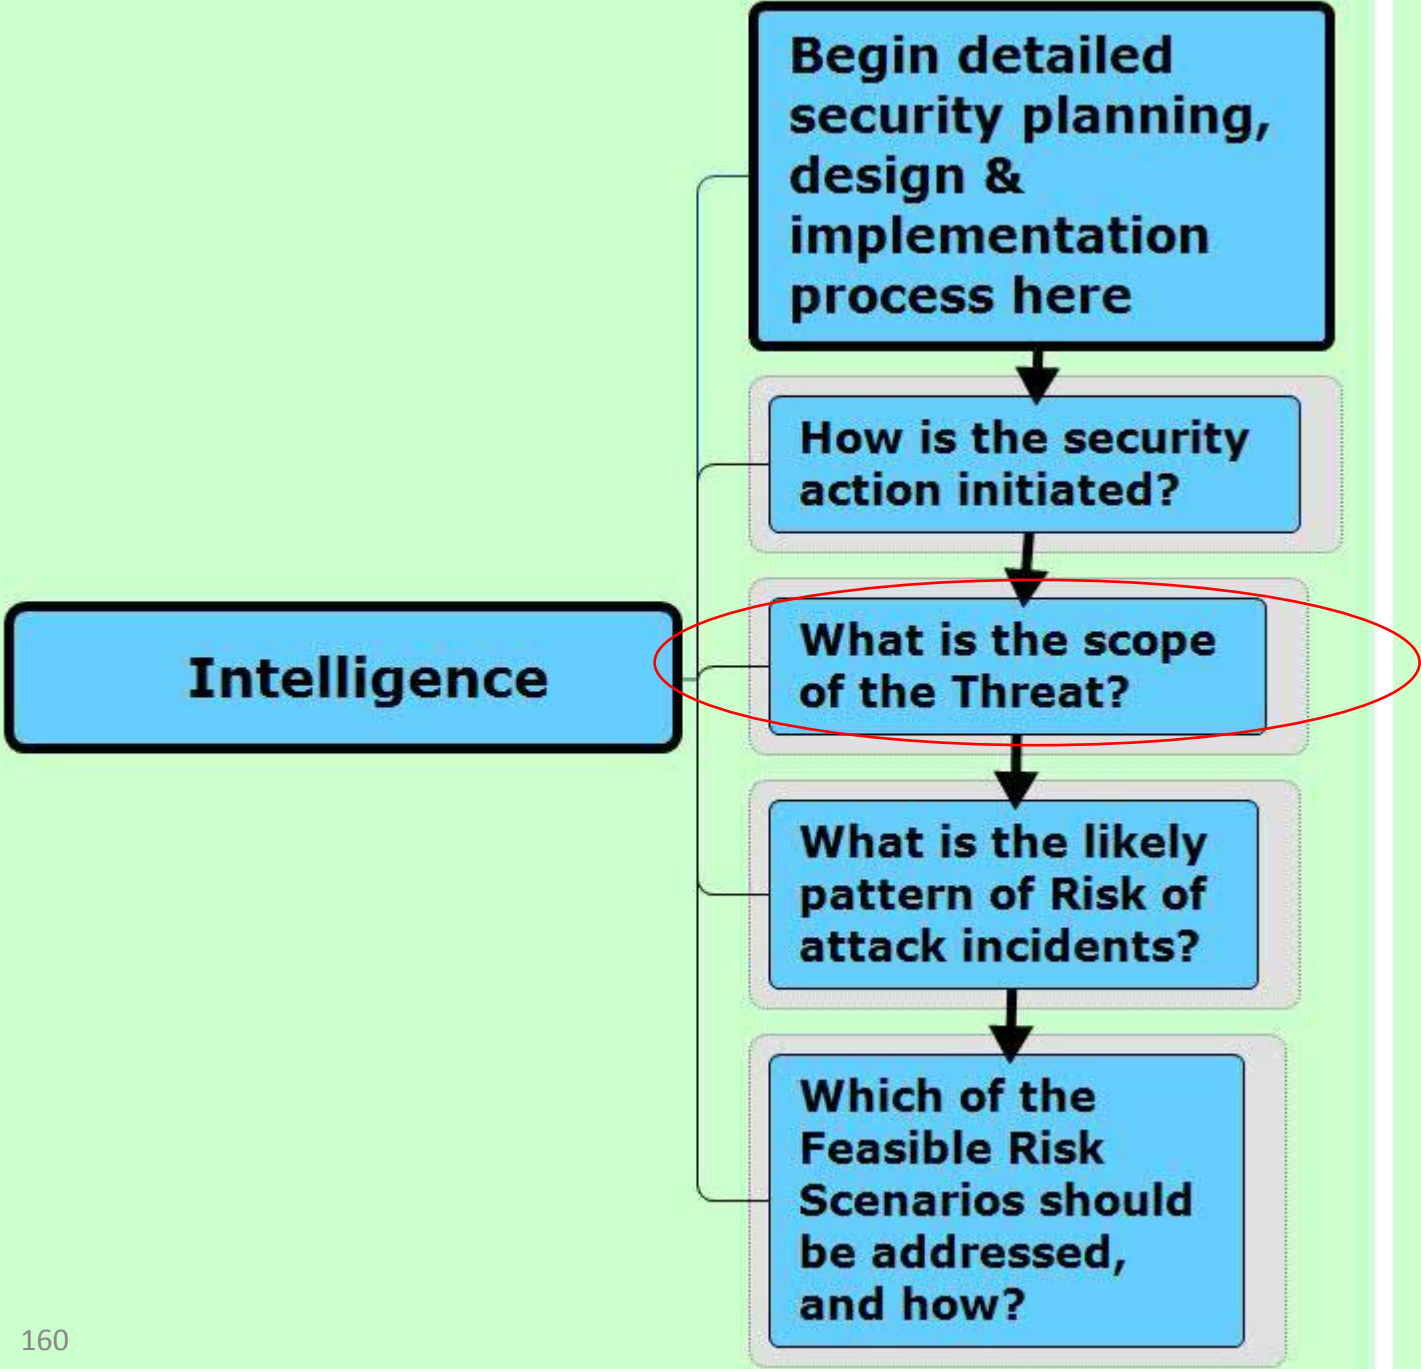 Begin detailed
security planning,
design &
implementation
process here
How is the security
action initiated?
Intelligence
What is the scope
of the Threat?
What is the likely
pattern of Risk of
attack incidents?
Which of the
Feasible Risk
Scenarios should
be addressed,
and how?
160